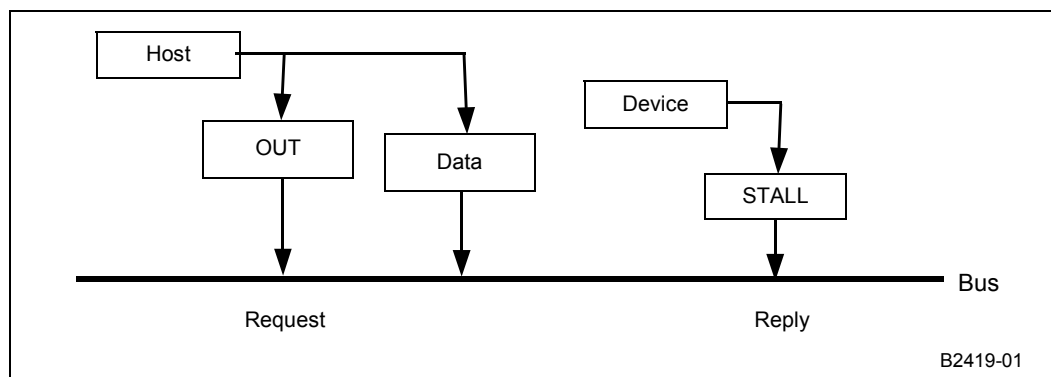 Host
Device
OUT
Data
STALL
Bus
Request
Reply
B2419-01